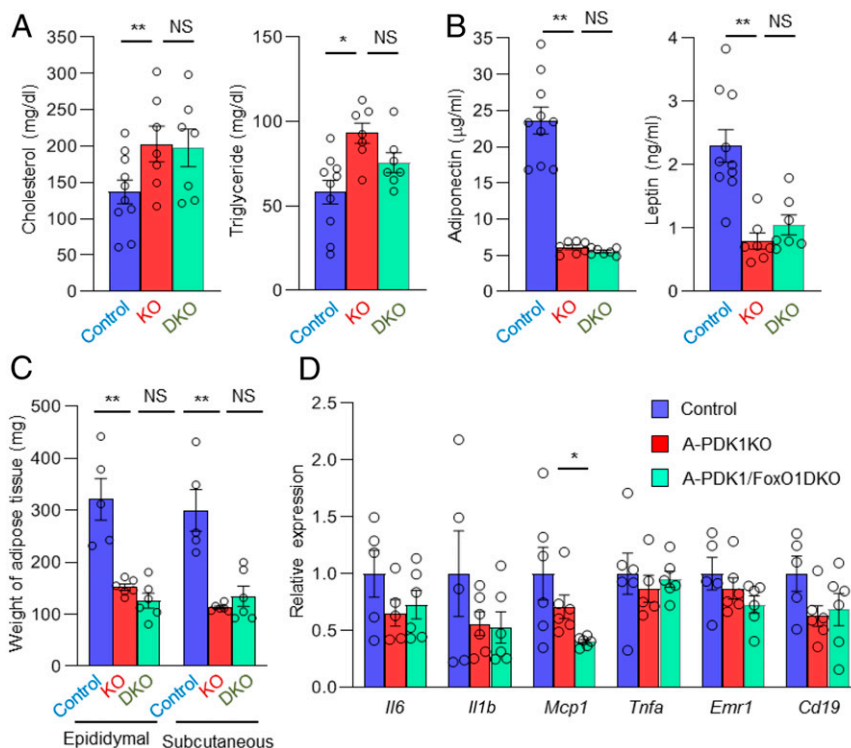 A
** NS
Cholesterol (mg/dl)
350
300
250
200
150
100
50
0
Control
KO
DKO
* NS
Triglyceride (mg/dl)
150
100
50
0
Control
KO
DKO
B
** NS
Adiponectin (μg/ml)
35
30
25
20
15
10
5
0
Control
KO
DKO
** NS
Leptin (ng/ml)
4
3
2
1
0
Control
KO
DKO
C
** NS ** NS
Weight of adipose tissue (mg)
500
400
300
200
100
0
Control
KO
DKO
Control
KO
DKO
Epididymal
Subcutaneous
D
Relative expression
2.5
2.0
1.5
1.0
0.5
0.0
*
Control
A-PDK1KO
A-PDK1/FoxO1DKO
Il6 Il1b Mcp1 Tnfa Emr1 Cd19